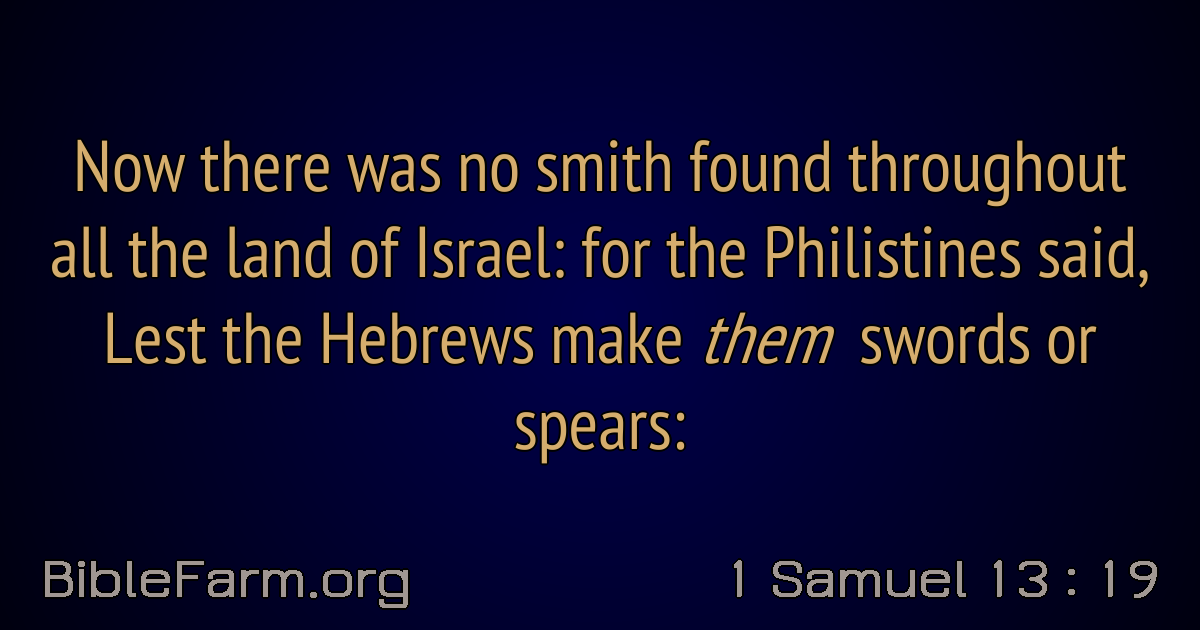 Now there was no smith found throughout
all the land of Israel: for the Philistines said,
Lest the Hebrews make them swords or
spears:
BibleFarm.org
1 Samuel 13 : 19